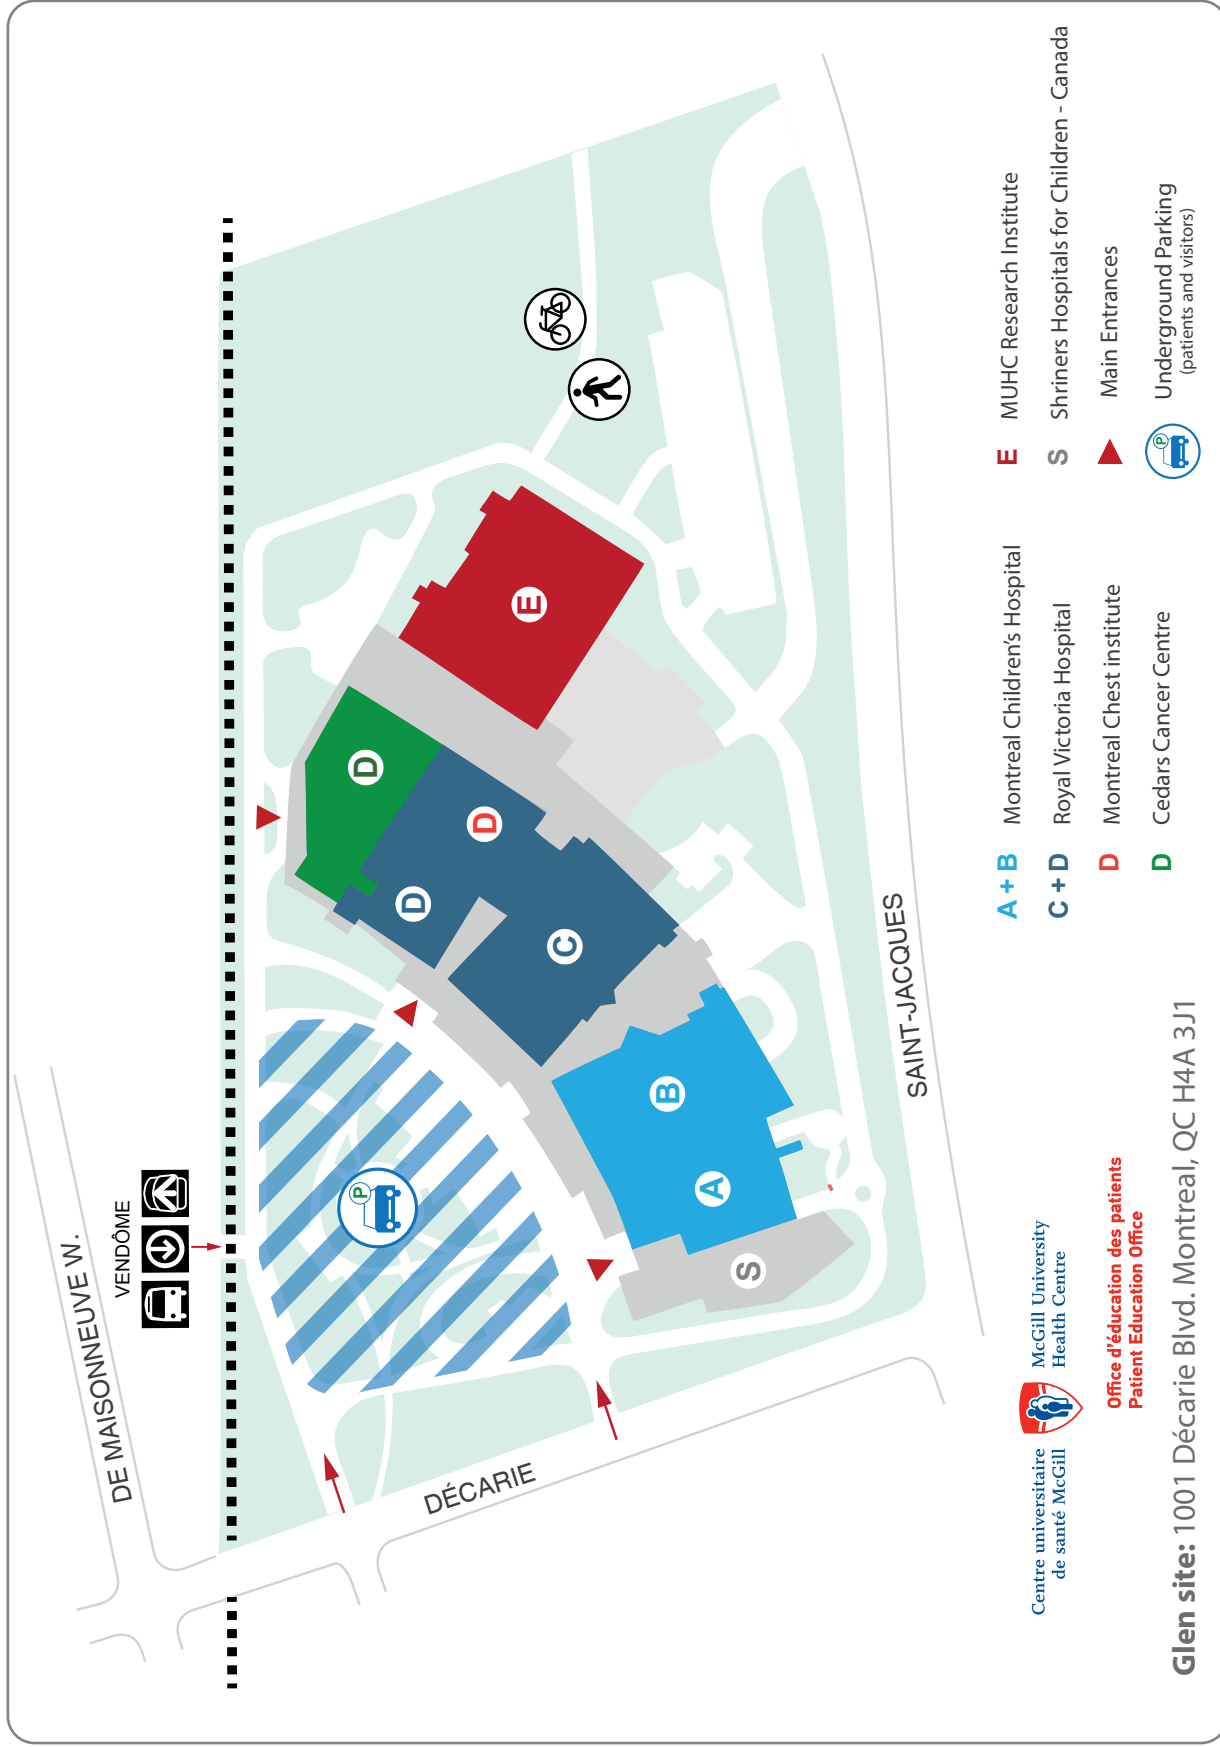 DE MAISONNEUVE W.
VENDÔME
P
D
D
D
C
E
B
A
S
DÉCARIE
SAINT-JACQUES
A + B Montreal Children's Hospital
C + D Royal Victoria Hospital
D Montreal Chest institute
D Cedars Cancer Centre
E MUHC Research Institute
S Shriners Hospitals for Children - Canada
Main Entrances
P
Underground Parking
(patients and visitors)
Centre universitaire
de santé McGill
McGill University
Health Centre
Office d'éducation des patients
Patient Education Office
Glen site: 1001 Décarie Blvd. Montreal, QC H4A 3J1